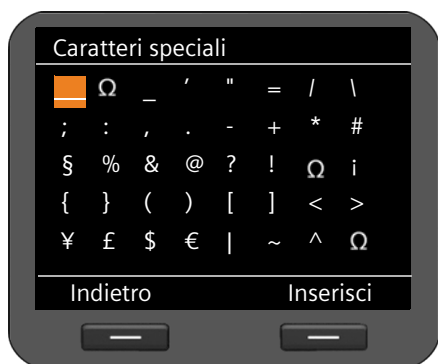 Caratteri speciali
Ω _ ’ " = / \
; : , . - + * #
§ % & @ ? ! Ω ¡
{ } ( ) [ ] < >
¥ £ $ € | ~ ^ Ω
Indietro Inserisci